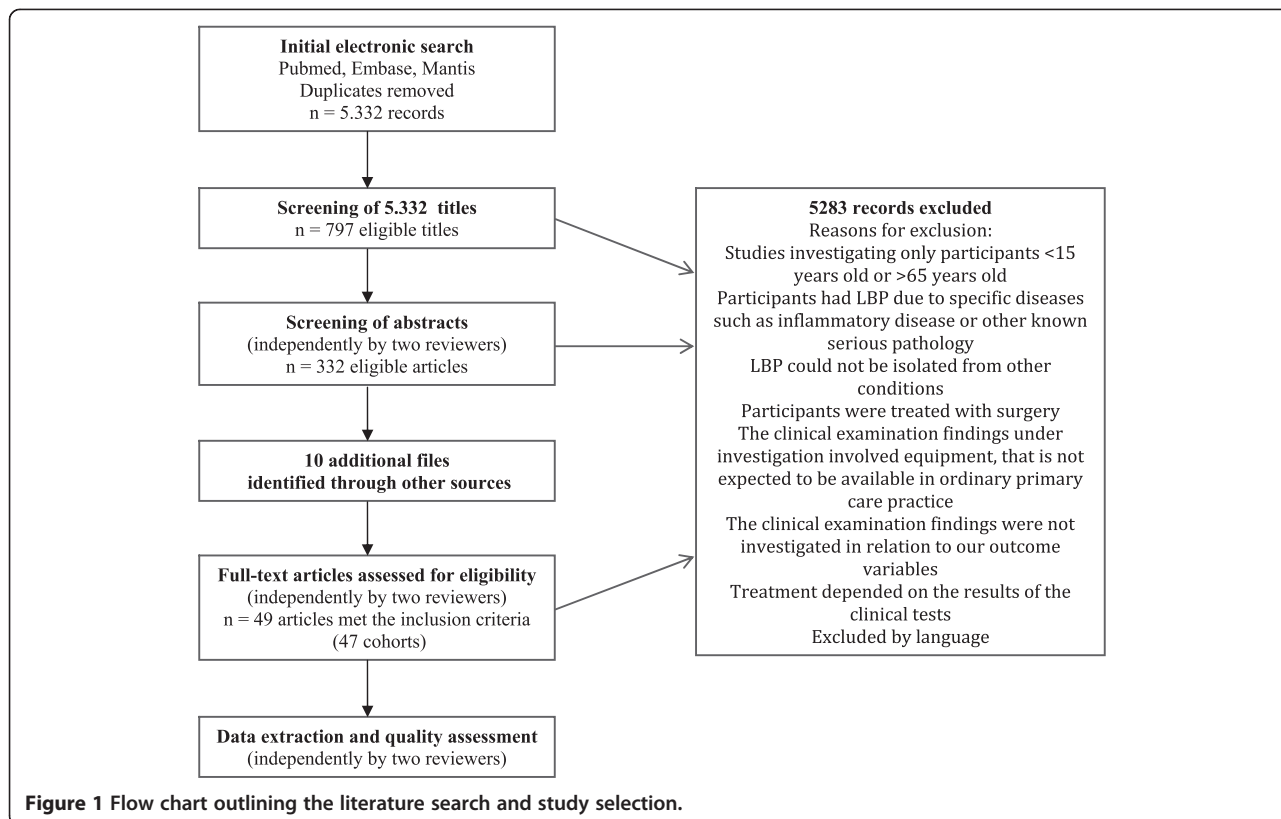 Initial electronic search
Pubmed, Embase, Mantis
Duplicates removed
n = 5.332 records
Screening of 5.332 titles
n = 797 eligible titles
Screening of abstracts
(independently by two reviewers)
n = 332 eligible articles
10 additional files
identified through other sources
Full-text articles assessed for eligibility
(independently by two reviewers)
n = 49 articles met the inclusion criteria
(47 cohorts)
Data extraction and quality assessment
(independently by two reviewers)
5283 records excluded
Reasons for exclusion:
Studies investigating only participants <15
years old or >65 years old
Participants had LBP due to specific diseases
such as inflammatory disease or other known
serious pathology
LBP could not be isolated from other
conditions
Participants were treated with surgery
The clinical examination findings under
investigation involved equipment, that is not
expected to be available in ordinary primary
care practice
The clinical examination findings were not
investigated in relation to our outcome
variables
Treatment depended on the results of the
clinical tests
Excluded by language
Figure 1 Flow chart outlining the literature search and study selection.